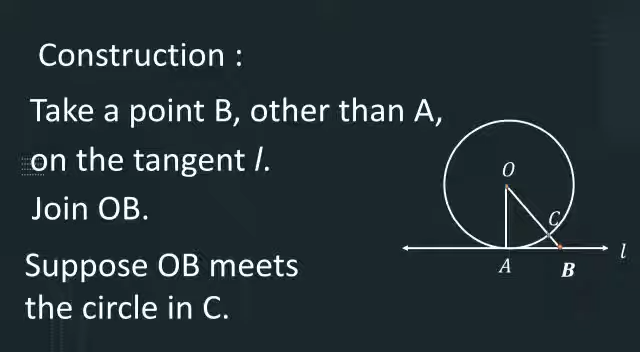 Construction :
Take a point B, other than A,
on the tangent l.
Join OB.
Suppose OB meets
the circle in C.
O
C
A
B
l